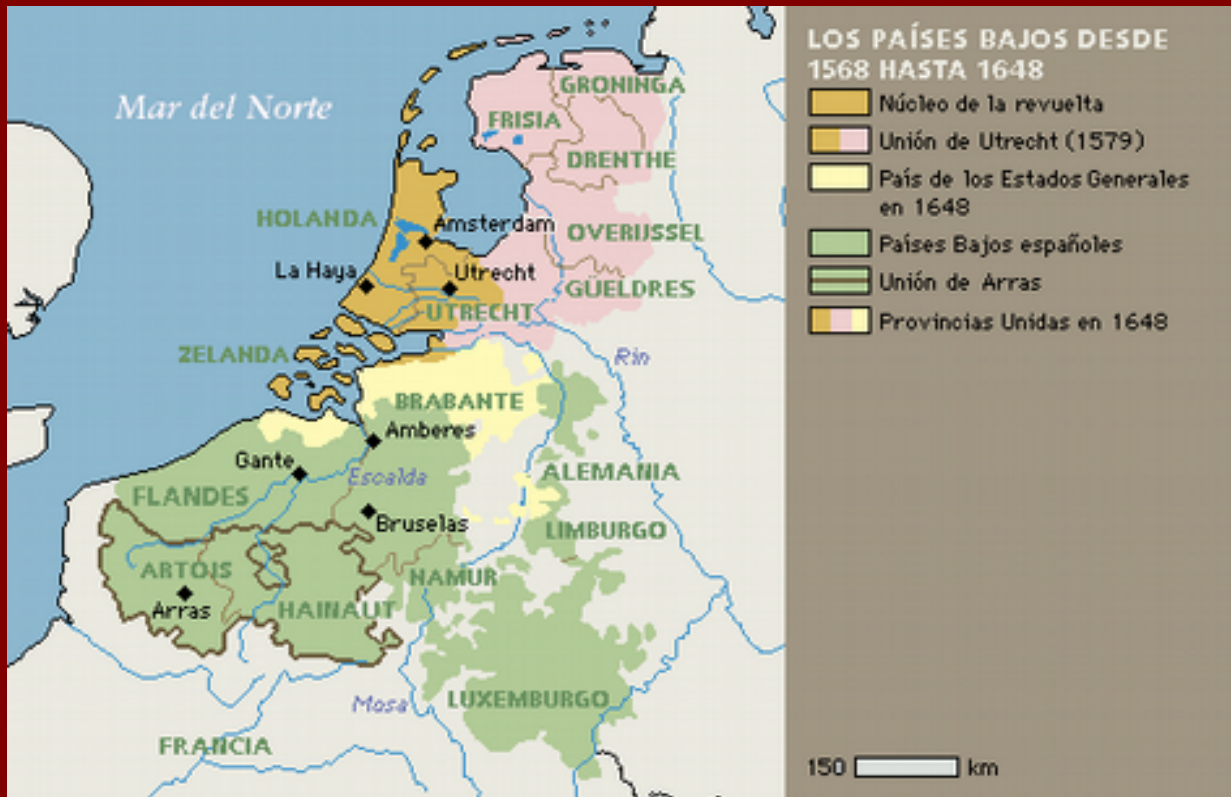 LOS PAÍSES BAJOS DESDE
1568 HASTA 1648
Núcleo de la revuelta
Unión de Utrecht (1579)
País de los Estados Generales
en 1648
Países Bajos españoles
Unión de Arras
Provincias Unidas en 1648
150 km
Mar del Norte
GRONINGA
FRISIA
DRENTHE
HOLANDA
Amsterdam
OVERIJSSEL
La Haya
Utrecht
GÜELDRES
UTRECHT
ZELANDA
Rin
BRABANTE
Amberes
Gante
Escalda
ALEMANIA
FLANDES
Bruselas
LIMBURGO
ARTOIS
NAMUR
Arras
HAINAUT
Mosa
LUXEMBURGO
FRANCIA